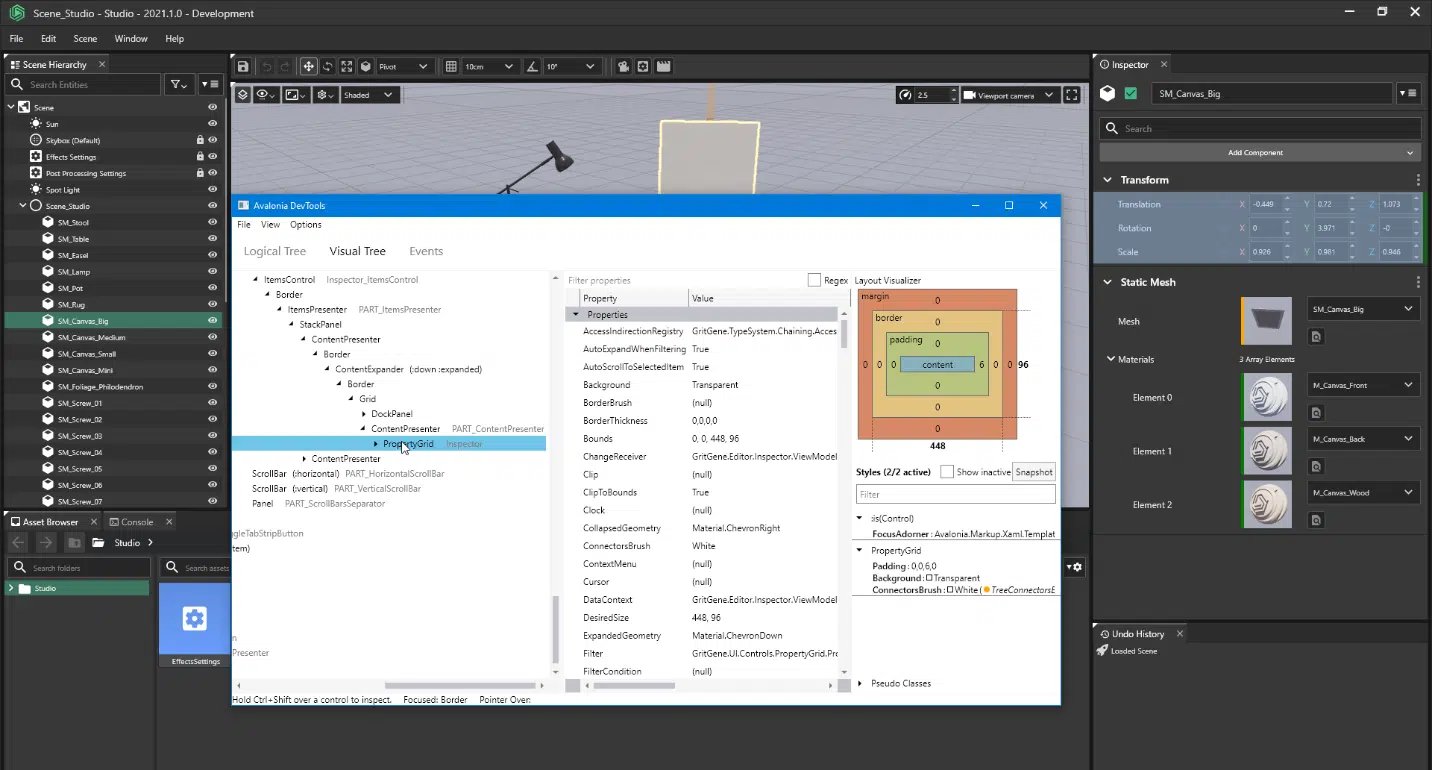 Scene_Studio - Studio - 2021.1.0 - Development
File Edit Scene Window Help
Scene Hierarchy
Search Entities
Scene
Sun
Skybox (Default)
Effects Settings
Post Processing Settings
Spot Light
Scene_Studio
SM_Stool
SM_Table
SM_Easel
SM_Lamp
SM_Pot
SM_Rug
SM_Canvas_Big
SM_Canvas_Medium
SM_Canvas_Small
SM_Canvas_Mini
SM_Foliage_Philodendron
SM_Screw_01
SM_Screw_02
SM_Screw_03
SM_Screw_04
SM_Screw_05
SM_Screw_06
SM_Screw_07
Pivot 10cm 10°
Shaded 2.5 Viewport camera
Avalonia DevTools
File View Options
Logical Tree Visual Tree Events
ItemsControl Inspector_ItemsControl
Border
ItemsPresenter PART_ItemsPresenter
StackPanel
ContentPresenter
Border
ContentExpander (:down :expanded)
Border
Grid
DockPanel
ContentPresenter PART_ContentPresenter
PropertyGrid Inspector
ContentPresenter
ScrollBar (:horizontal) PART_HorizontalScrollBar
ScrollBar (:vertical) PART_VerticalScrollBar
Panel PART_ScrollBarsSeparator
ggleTabStripButton
tem)
n
Presenter
Filter properties Regex
Property Value
Properties
AccessIndirectionRegistry GritGene.TypeSystem.Chaining.Acces
AutoExpandWhenFiltering True
AutoScrollToSelectedItem True
Background Transparent
BorderBrush (null)
BorderThickness 0,0,0,0
Bounds 0, 0, 448, 96
ChangeReceiver GritGene.Editor.Inspector.ViewModel
Clip (null)
ClipToBounds True
Clock (null)
CollapsedGeometry Material.ChevronRight
ConnectorsBrush White
ContextMenu (null)
Cursor (null)
DataContext GritGene.Editor.Inspector.ViewModel
DesiredSize 448, 96
ExpandedGeometry Material.ChevronDown
Filter GritGene.UI.Controls.PropertyGrid.Pro
FilterCondition (null)
Layout Visualizer
margin 0
border 0
padding 0
0 0 0 content 6 0 0 96
0
0
0
448
Styles (2/2 active) Show inactive Snapshot
Filter
:is(Control)
FocusAdorner : Avalonia.Markup.Xaml.Templat
PropertyGrid
Padding : 0,0,6,0
Background : Transparent
ConnectorsBrush : White ( TreeConnectorsE
Pseudo Classes
Hold Ctrl+Shift over a control to inspect. Focused: Border Pointer Over:
Inspector
SM_Canvas_Big
Search
Add Component
Transform
Translation X -0.449 Y 0.72 Z 1.073
Rotation X 0 Y 3.971 Z -0
Scale X 0.926 Y 0.981 Z 0.946
Static Mesh
Mesh SM_Canvas_Big
Materials 3 Array Elements
Element 0 M_Canvas_Front
Element 1 M_Canvas_Back
Element 2 M_Canvas_Wood
Asset Browser Console
Studio
Search folders
Studio
Search assets
EffectsSettings
Undo History
Loaded Scene